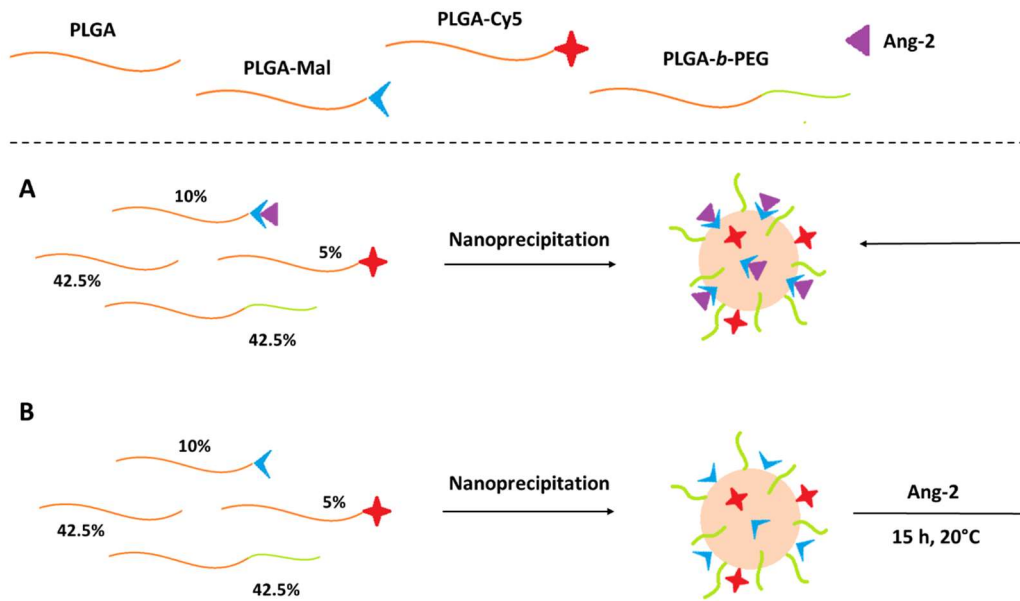 PLGA
PLGA-Mal
PLGA-Cy5
PLGA-b-PEG
Ang-2
A
10%
5%
42.5%
42.5%
Nanoprecipitation
B
10%
5%
42.5%
42.5%
Nanoprecipitation
Ang-2
15 h, 20°C